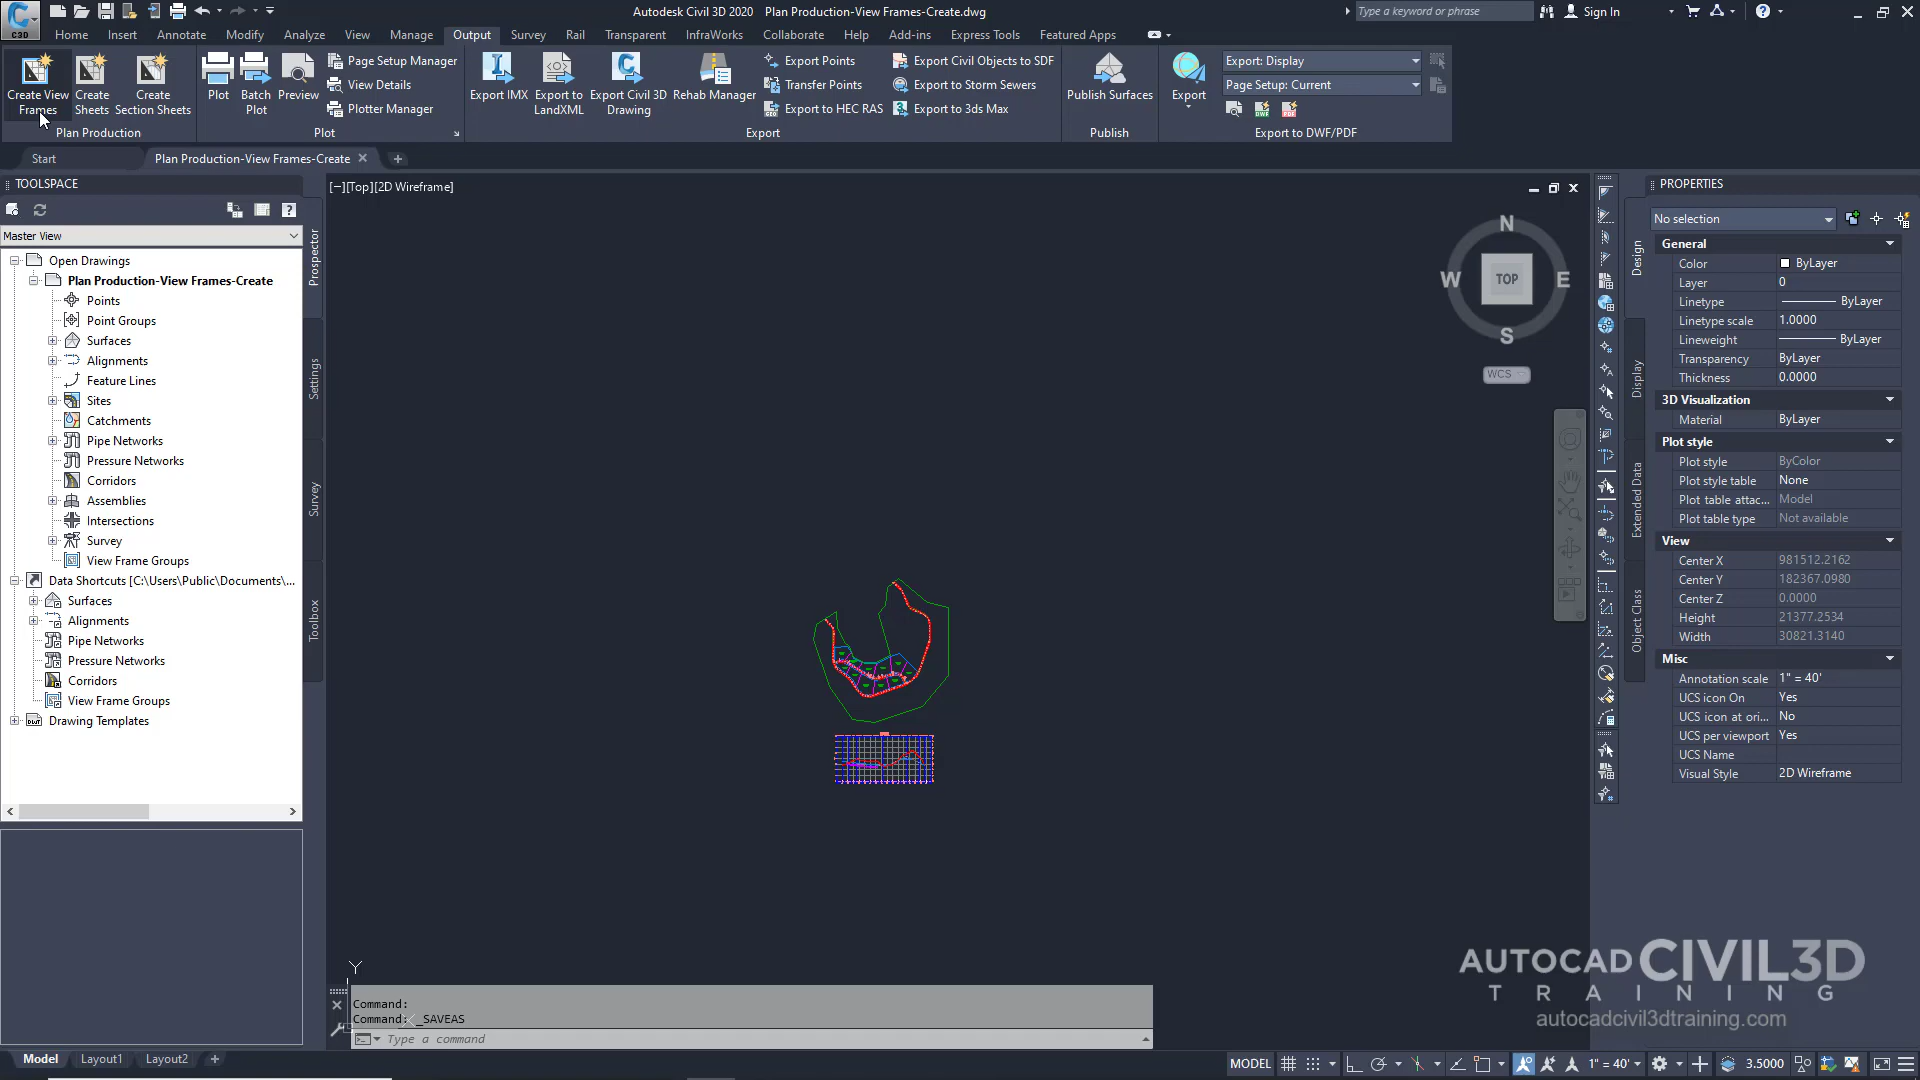 C3D
Autodesk Civil 3D 2020 Plan Production-View Frames-Create.dwg
Type a keyword or phrase
Sign In
Home Insert Annotate Modify Analyze View Manage Output Survey Rail Transparent InfraWorks Collaborate Help Add-ins Express Tools Featured Apps
Create View Frames
Create Sheets
Create Section Sheets
Plan Production
Plot
Batch Plot
Preview
Page Setup Manager
View Details
Plotter Manager
Plot
Export IMX
Export to LandXML
Export Civil 3D Drawing
Rehab Manager
Export Points
Transfer Points
Export to HEC RAS
Export Civil Objects to SDF
Export to Storm Sewers
Export to 3ds Max
Export
Publish Surfaces
Publish
Export
Export: Display
Page Setup: Current
Export to DWF/PDF
Start
Plan Production-View Frames-Create
TOOLSPACE
Master View
Open Drawings
Plan Production-View Frames-Create
Points
Point Groups
Surfaces
Alignments
Feature Lines
Sites
Catchments
Pipe Networks
Pressure Networks
Corridors
Assemblies
Intersections
Survey
View Frame Groups
Data Shortcuts [C:\Users\Public\Documents\...
Surfaces
Alignments
Pipe Networks
Pressure Networks
Corridors
View Frame Groups
Drawing Templates
Prospector
Settings
Survey
Toolbox
[−][Top][2D Wireframe]
N
W TOP E
S
WCS
Y
X
Command:
Command: _SAVEAS
Type a command
Model Layout1 Layout2
PROPERTIES
No selection
Design
Display
Extended Data
Object Class
General
Color ByLayer
Layer 0
Linetype ByLayer
Linetype scale 1.0000
Lineweight ByLayer
Transparency ByLayer
Thickness 0.0000
3D Visualization
Material ByLayer
Plot style
Plot style ByColor
Plot style table None
Plot table attac... Model
Plot table type Not available
View
Center X 981512.2162
Center Y 182367.0980
Center Z 0.0000
Height 21377.2534
Width 30821.3140
Misc
Annotation scale 1" = 40'
UCS icon On Yes
UCS icon at ori... No
UCS per viewport Yes
UCS Name
Visual Style 2D Wireframe
AUTOCAD CIVIL3D
TRAINING
autocadcivil3dtraining.com
MODEL 1" = 40' 3.5000